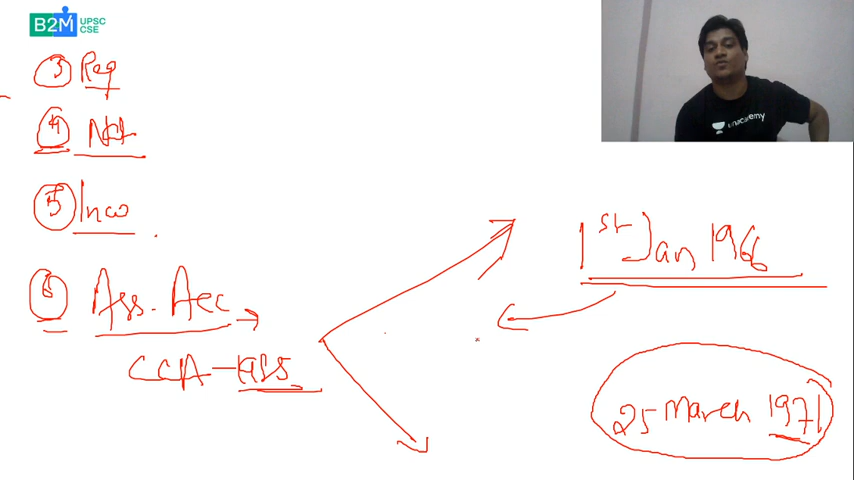 B2M UPSC
CSE
unacademy
3 Reg
4 Nat
5 Inco
6 Ass. Acc
CCIA-1955
1st Jan 1966
25 March 1971